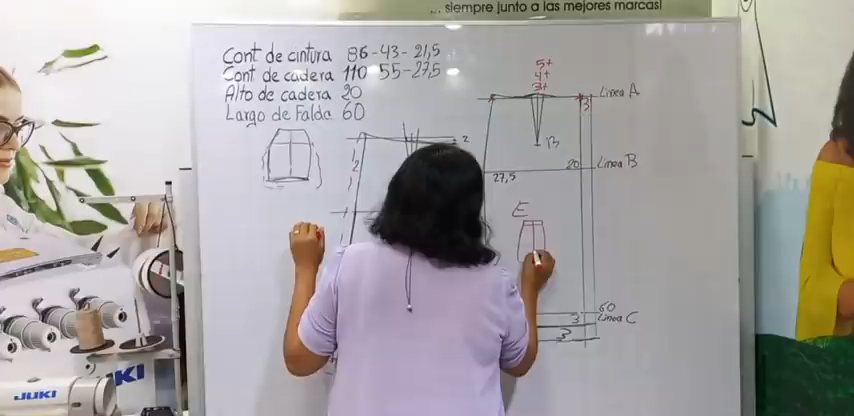 ... siempre junto a las mejores marcas!
Cont de cintura 86-43-21,5
Cont de cadera 110 55-27,5
Alto de cadera 20
Largo de Falda 60
5+
4+
3+
Linea A
3
B
2
2
20
Linea B
27,5
E
60
3
Linea C
3
JUKI
JUKI